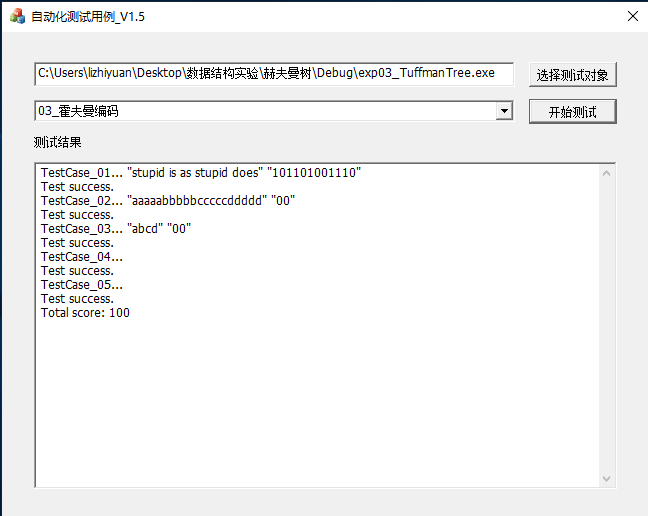 自动化测试用例_V1.5
C:\Users\lizhiyuan\Desktop\数据结构实验\赫夫曼树\Debug\exp03_TuffmanTree.exe
选择测试对象
03_霍夫曼编码
开始测试
测试结果
TestCase_01... "stupid is as stupid does" "101101001110"
Test success.
TestCase_02... "aaaaabbbbbcccccddddd" "00"
Test success.
TestCase_03... "abcd" "00"
Test success.
TestCase_04...
Test success.
TestCase_05...
Test success.
Total score: 100